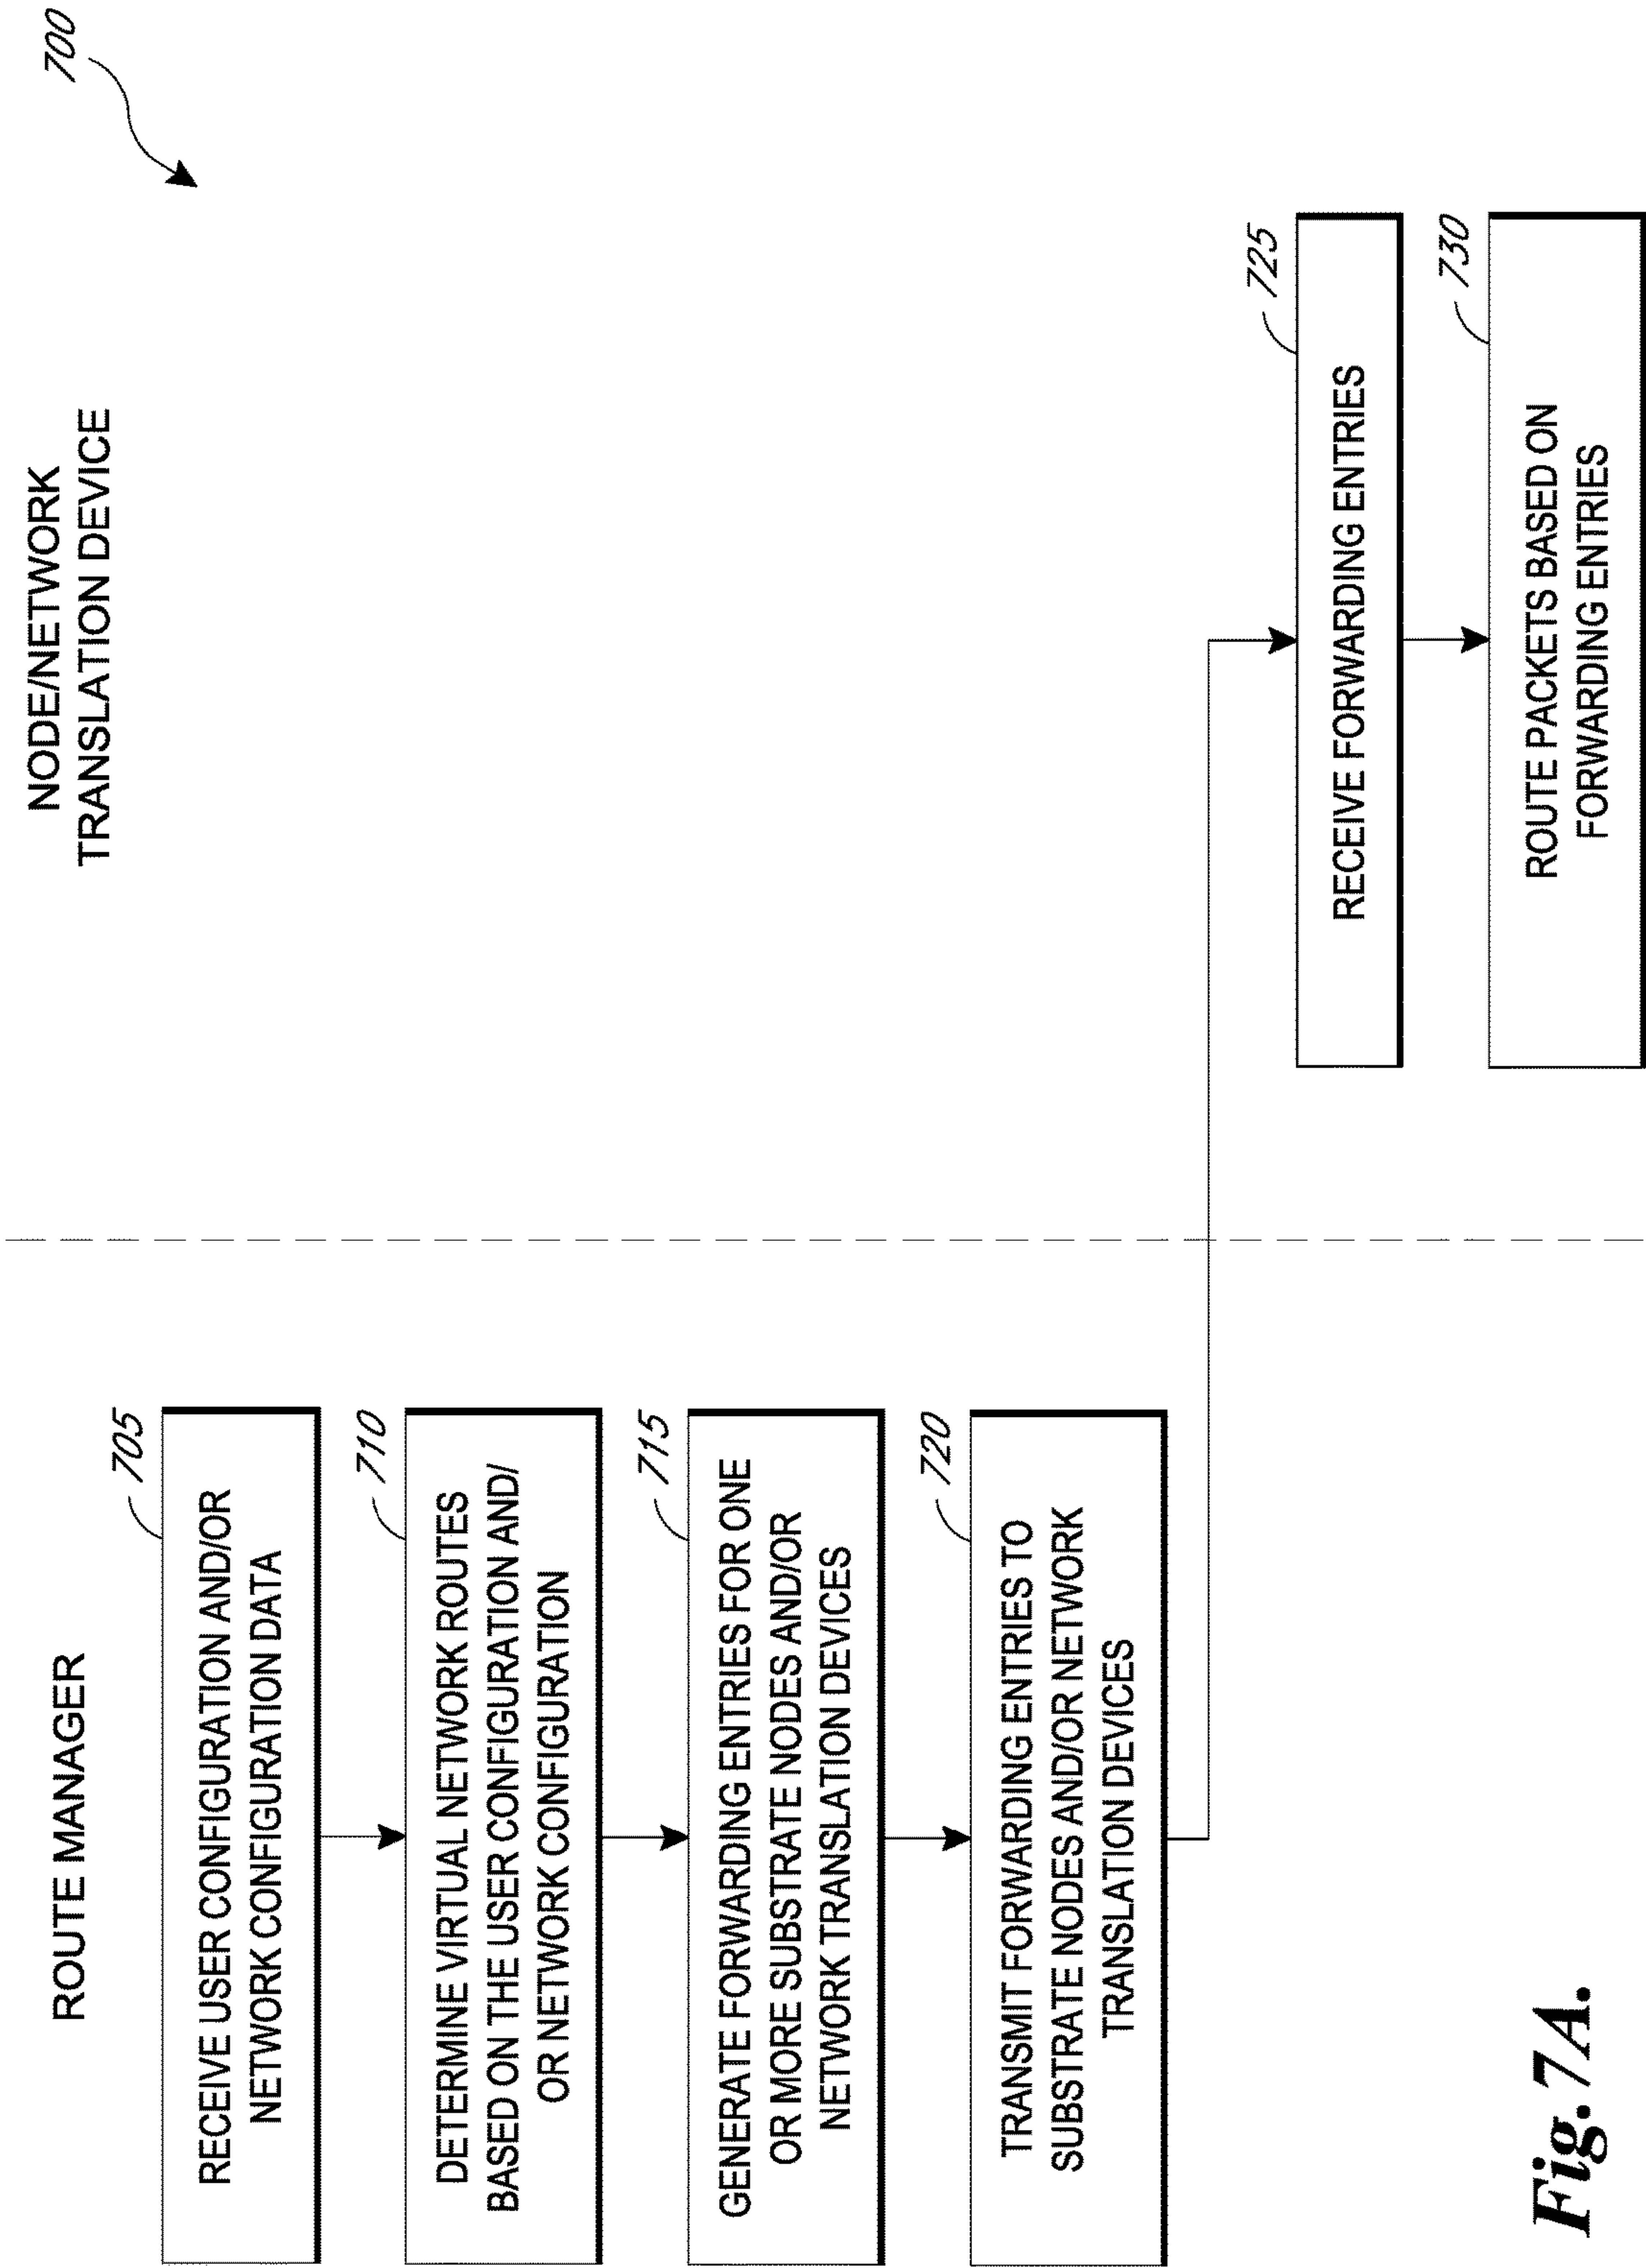 700
ROUTE MANAGER
NODE/NETWORK
TRANSLATION DEVICE
705
RECEIVE USER CONFIGURATION AND/OR
NETWORK CONFIGURATION DATA
710
DETERMINE VIRTUAL NETWORK ROUTES
BASED ON THE USER CONFIGURATION AND/
OR NETWORK CONFIGURATION
715
GENERATE FORWARDING ENTRIES FOR ONE
OR MORE SUBSTRATE NODES AND/OR
NETWORK TRANSLATION DEVICES
720
TRANSMIT FORWARDING ENTRIES TO
SUBSTRATE NODES AND/OR NETWORK
TRANSLATION DEVICES
725
RECEIVE FORWARDING ENTRIES
730
ROUTE PACKETS BASED ON
FORWARDING ENTRIES
Fig. 7A.